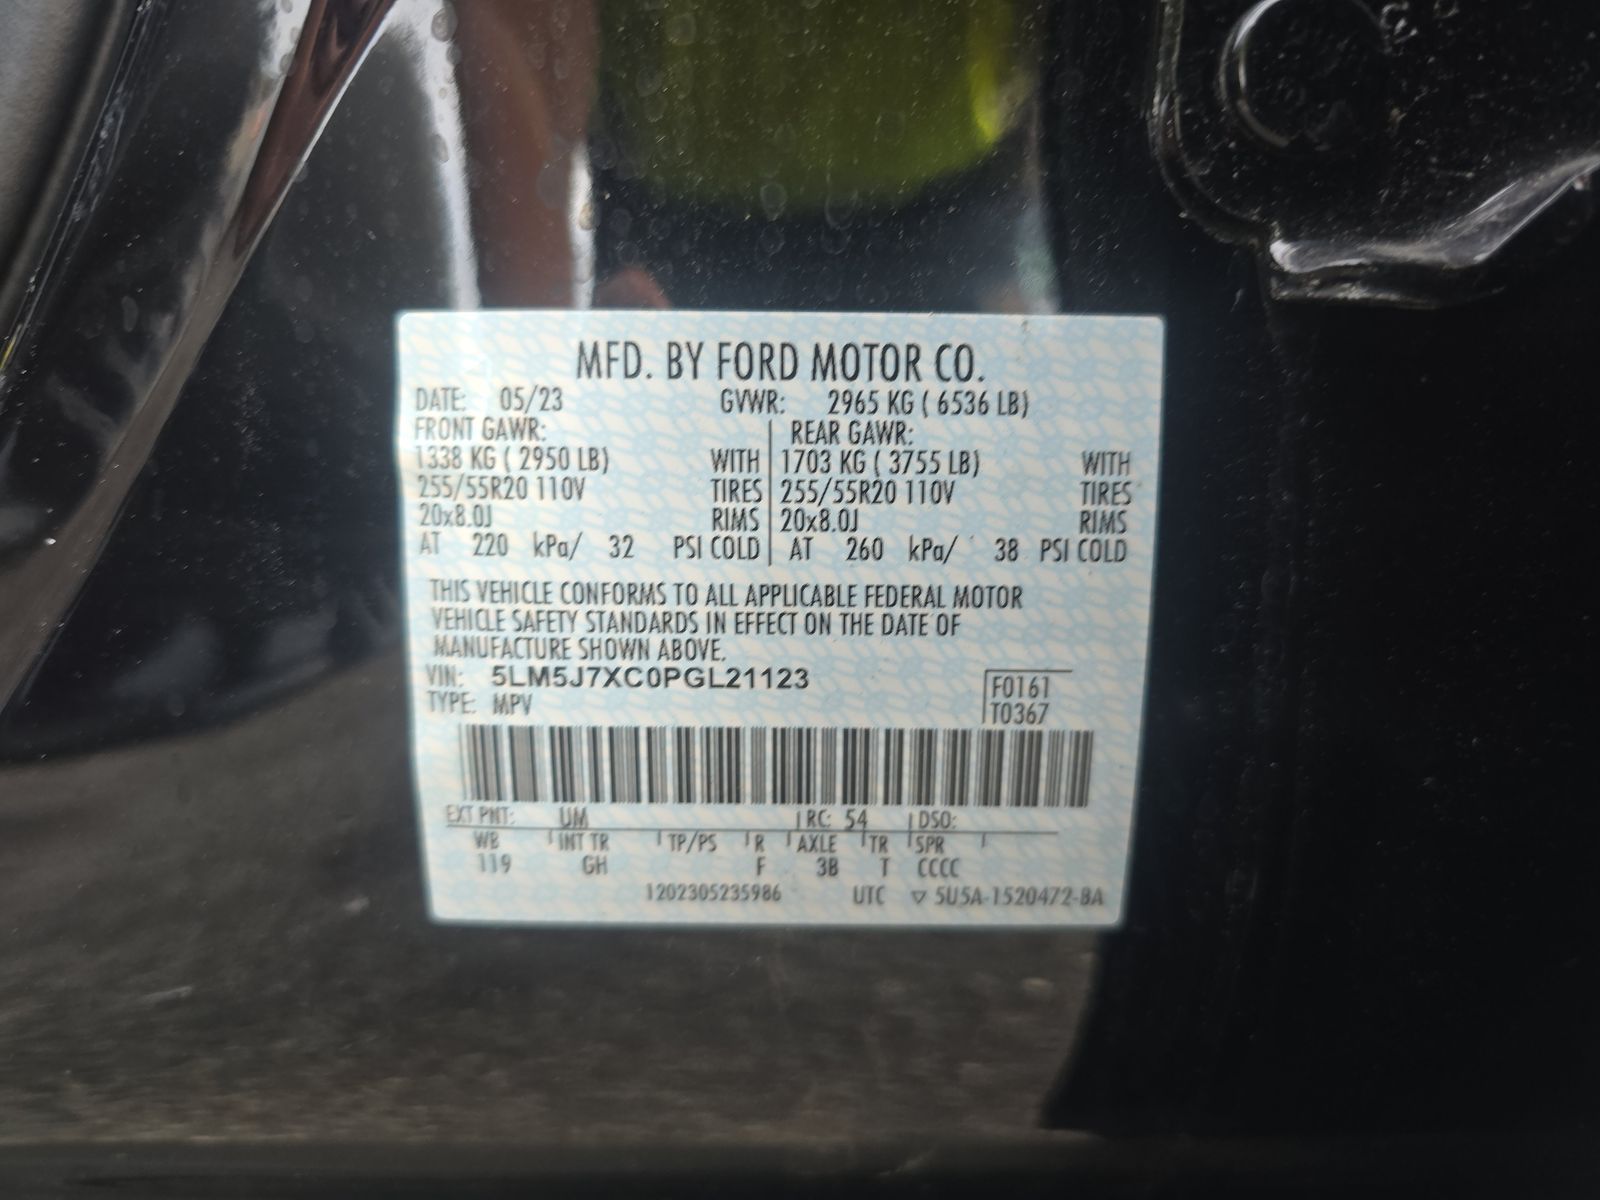 MFD. BY FORD MOTOR CO.
DATE: 05/23 GVWR: 2965 KG ( 6536 LB)
FRONT GAWR: REAR GAWR:
1338 KG ( 2950 LB) WITH 1703 KG ( 3755 LB) WITH
255/55R20 110V TIRES 255/55R20 110V TIRES
20x8.0J RIMS 20x8.0J RIMS
AT 220 kPa/ 32 PSI COLD AT 260 kPa/ 38 PSI COLD
THIS VEHICLE CONFORMS TO ALL APPLICABLE FEDERAL MOTOR
VEHICLE SAFETY STANDARDS IN EFFECT ON THE DATE OF
MANUFACTURE SHOWN ABOVE.
VIN: 5LM5J7XC0PGL21123
TYPE: MPV
F0161
T0367
EXT PNT: UM RC: 54 DSO:
WB INT TR TP/PS R AXLE TR SPR
119 GH F 3B T CCCC
1202305235986 UTC ▽ 5U5A-1520472-BA